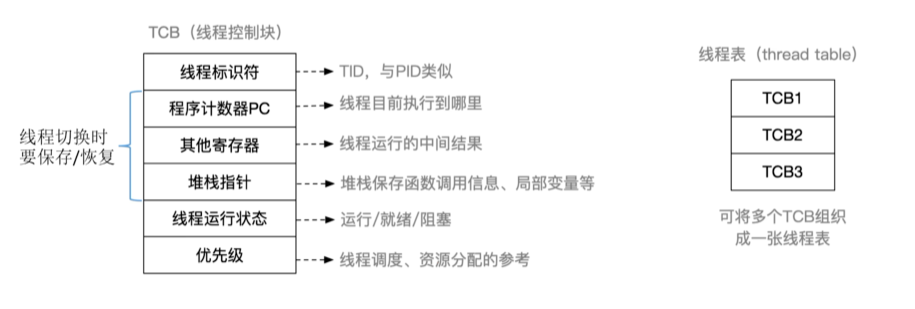 TCB（线程控制块）
线程标识符
TID，与PID类似
程序计数器PC
线程目前执行到哪里
线程切换时
要保存/恢复
其他寄存器
线程运行的中间结果
堆栈指针
堆栈保存函数调用信息、局部变量等
线程运行状态
运行/就绪/阻塞
优先级
线程调度、资源分配的参考
线程表（thread table）
TCB1
TCB2
TCB3
可将多个TCB组织
成一张线程表